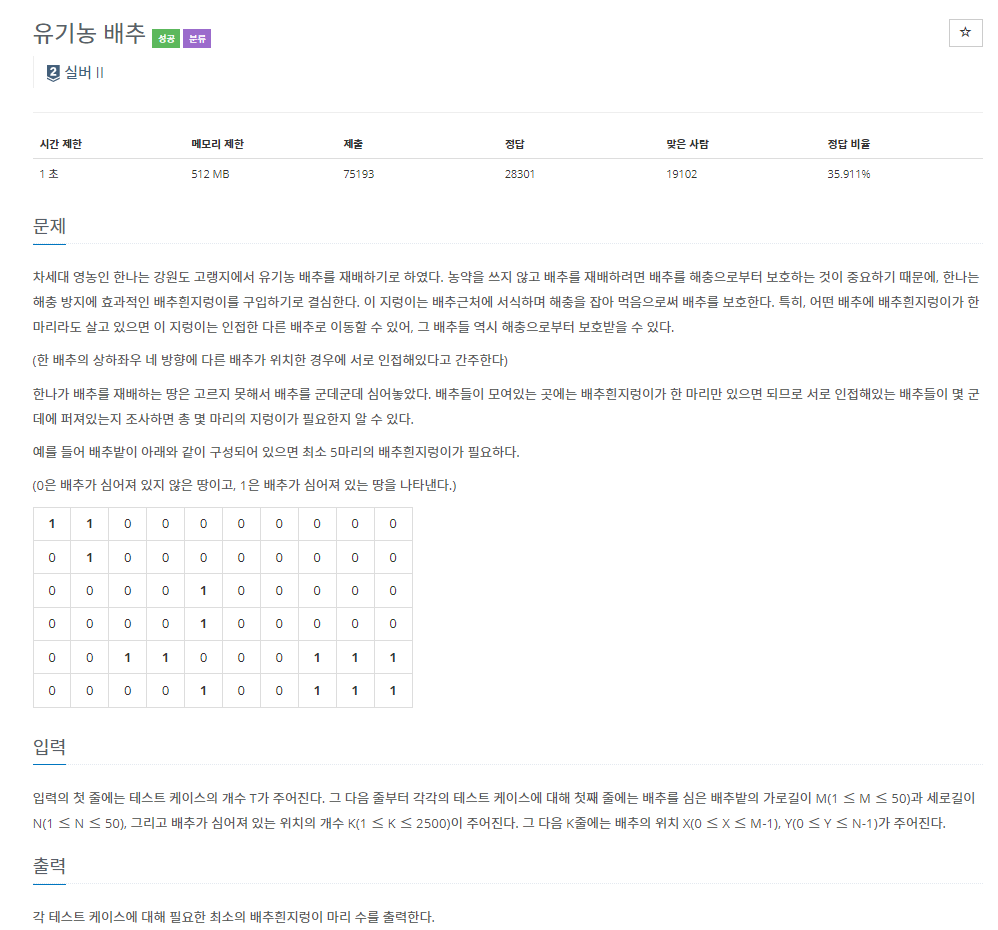 유기농 배추 성공 분류
☆
2 실버 II
시간 제한 메모리 제한 제출 정답 맞은 사람 정답 비율
1 초 512 MB 75193 28301 19102 35.911%
문제
차세대 영농인 한나는 강원도 고랭지에서 유기농 배추를 재배하기로 하였다. 농약을 쓰지 않고 배추를 재배하려면 배추를 해충으로부터 보호하는 것이 중요하기 때문에, 한나는
해충 방지에 효과적인 배추흰지렁이를 구입하기로 결심한다. 이 지렁이는 배추근처에 서식하며 해충을 잡아 먹음으로써 배추를 보호한다. 특히, 어떤 배추에 배추흰지렁이가 한
마리라도 살고 있으면 이 지렁이는 인접한 다른 배추로 이동할 수 있어, 그 배추들 역시 해충으로부터 보호받을 수 있다.
(한 배추의 상하좌우 네 방향에 다른 배추가 위치한 경우에 서로 인접해있다고 간주한다)
한나가 배추를 재배하는 땅은 고르지 못해서 배추를 군데군데 심어놓았다. 배추들이 모여있는 곳에는 배추흰지렁이가 한 마리만 있으면 되므로 서로 인접해있는 배추들이 몇 군
데에 퍼져있는지 조사하면 총 몇 마리의 지렁이가 필요한지 알 수 있다.
예를 들어 배추밭이 아래와 같이 구성되어 있으면 최소 5마리의 배추흰지렁이가 필요하다.
(0은 배추가 심어져 있지 않은 땅이고, 1은 배추가 심어져 있는 땅을 나타낸다.)
1 1 0 0 0 0 0 0 0 0
0 1 0 0 0 0 0 0 0 0
0 0 0 0 1 0 0 0 0 0
0 0 0 0 1 0 0 0 0 0
0 0 1 1 0 0 0 1 1 1
0 0 0 0 1 0 0 1 1 1
입력
입력의 첫 줄에는 테스트 케이스의 개수 T가 주어진다. 그 다음 줄부터 각각의 테스트 케이스에 대해 첫째 줄에는 배추를 심은 배추밭의 가로길이 M(1 ≤ M ≤ 50)과 세로길이
N(1 ≤ N ≤ 50), 그리고 배추가 심어져 있는 위치의 개수 K(1 ≤ K ≤ 2500)이 주어진다. 그 다음 K줄에는 배추의 위치 X(0 ≤ X ≤ M-1), Y(0 ≤ Y ≤ N-1)가 주어진다.
출력
각 테스트 케이스에 대해 필요한 최소의 배추흰지렁이 마리 수를 출력한다.